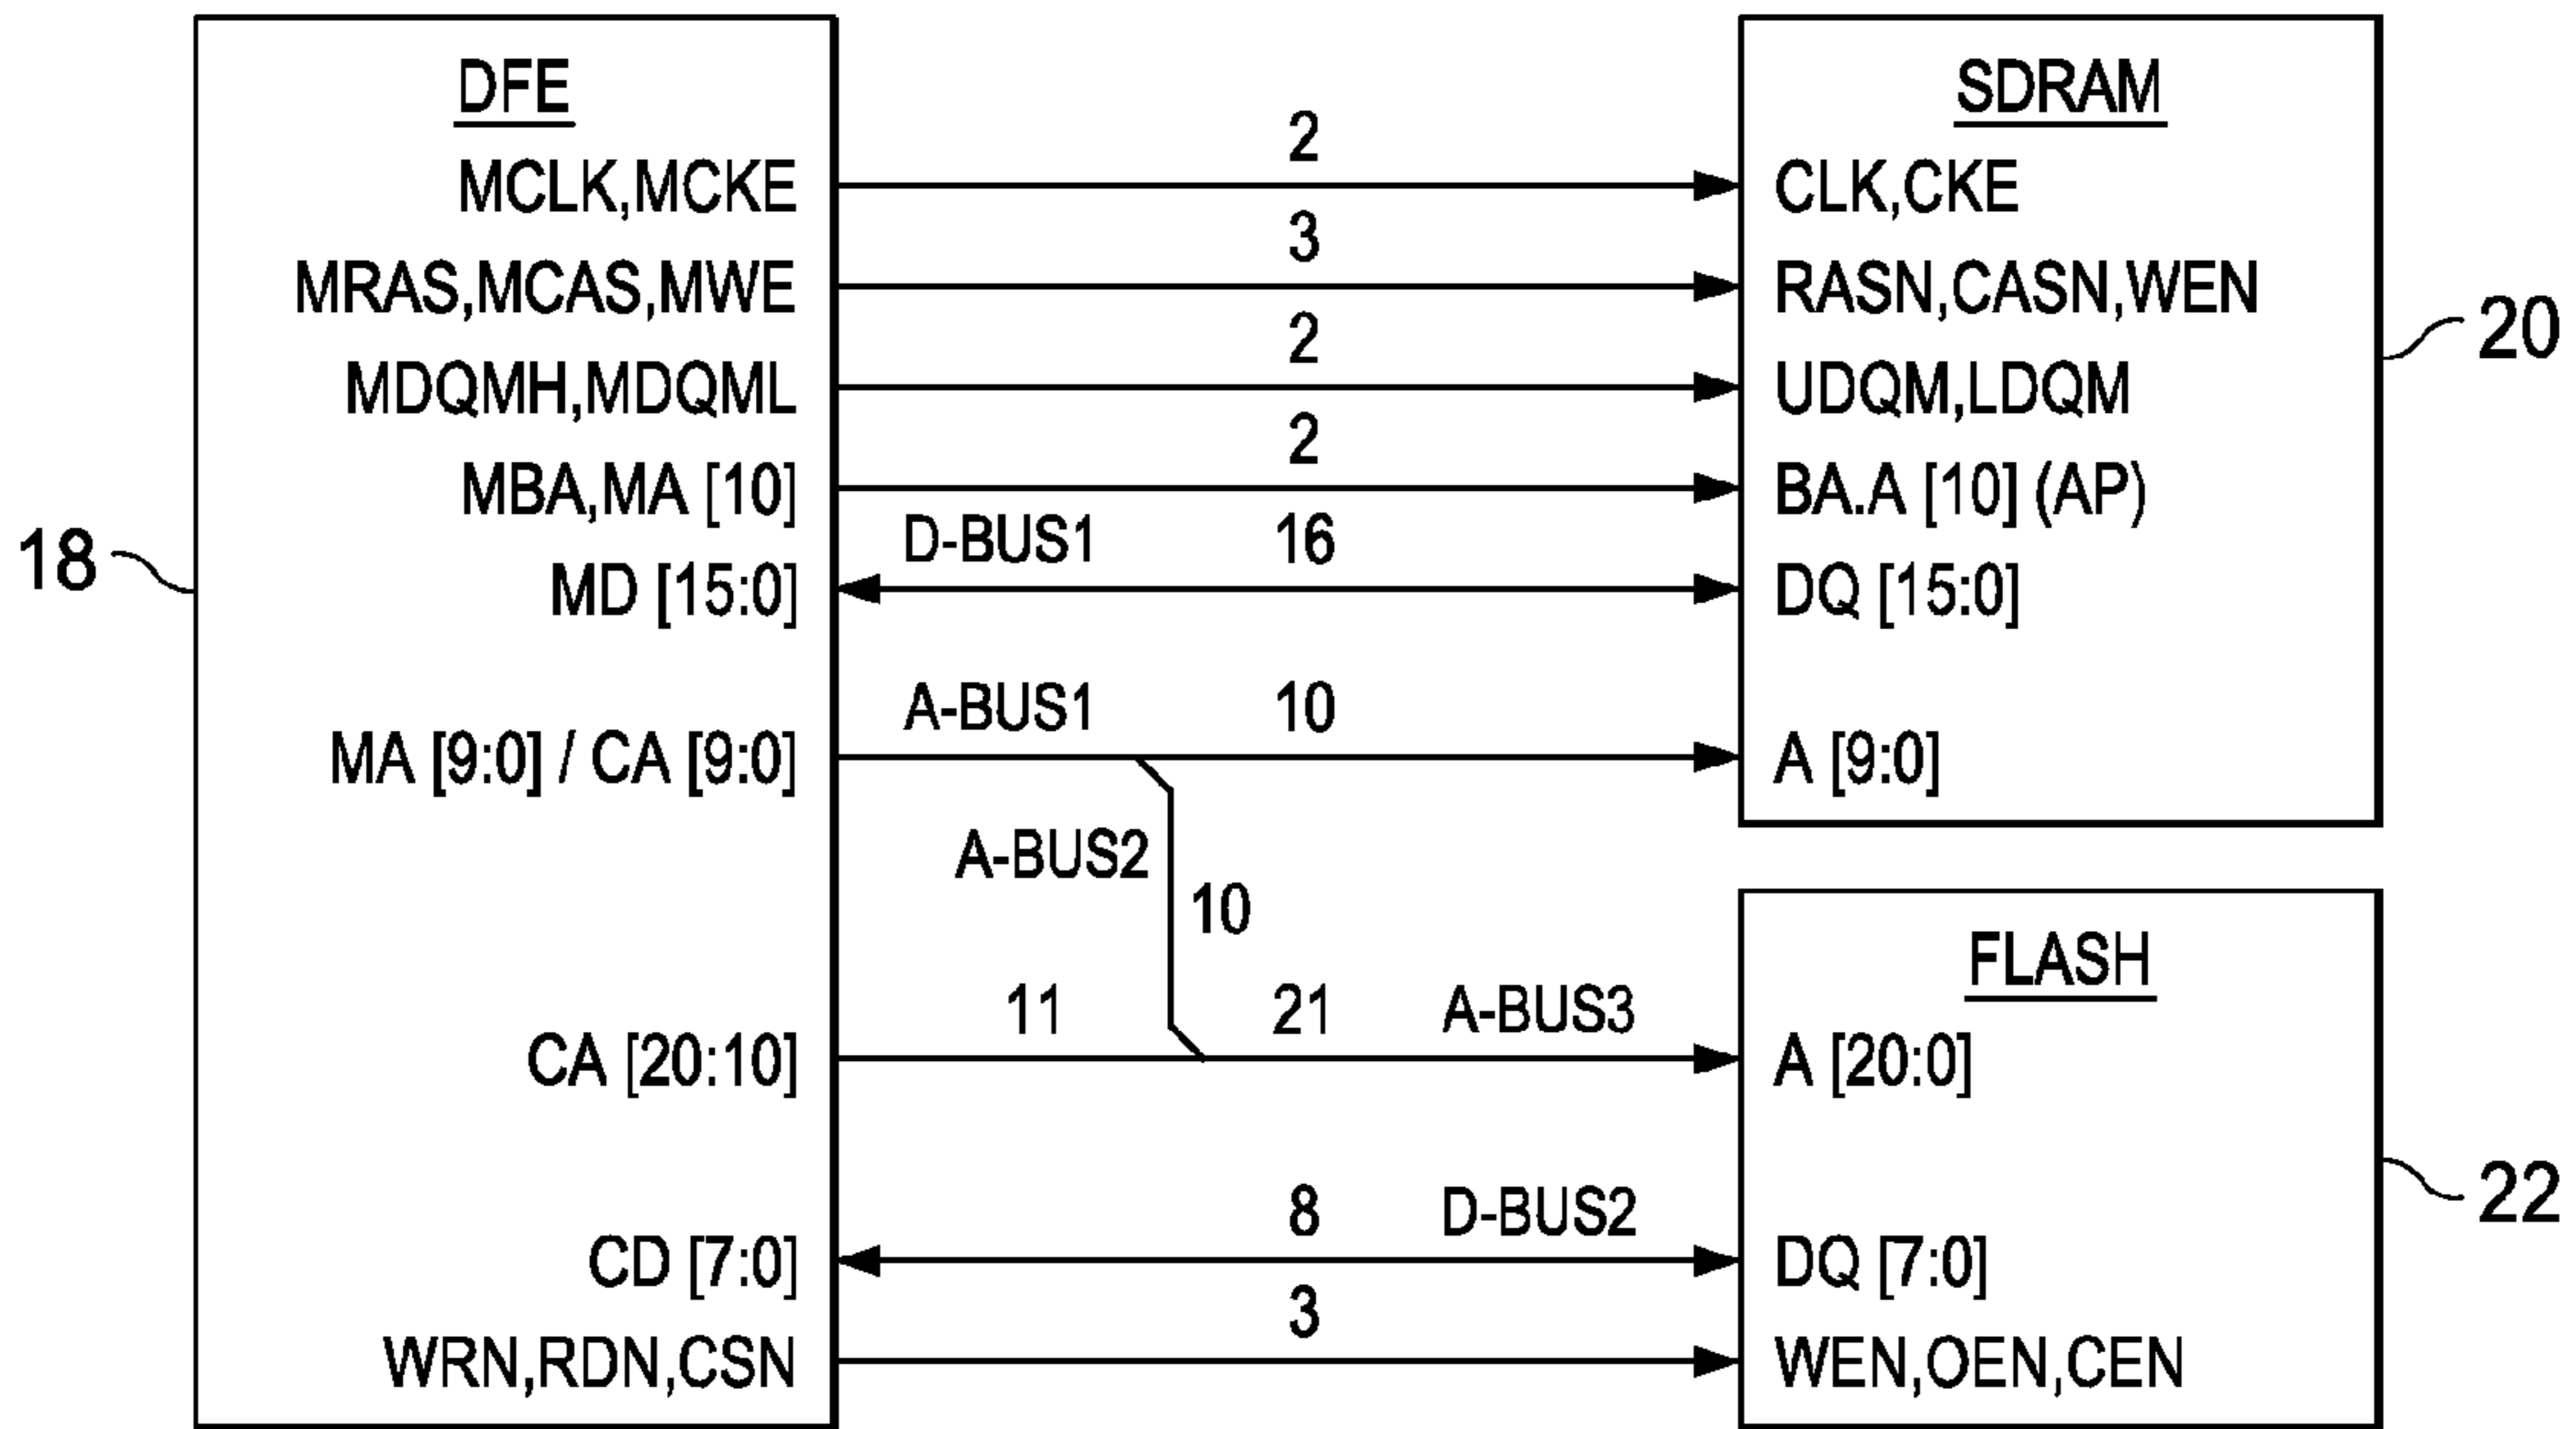 DFE
SDRAM
2
MCLK,MCKE
CLK,CKE
3
MRAS,MCAS,MWE
RASN,CASN,WEN
20
2
MDQMH,MDQML
UDQM,LDQM
2
MBA,MA [10]
BA.A [10] (AP)
18
D-BUS1
16
MD [15:0]
DQ [15:0]
A-BUS1
10
MA [9:0] / CA [9:0]
A [9:0]
A-BUS2
10
FLASH
11
21
A-BUS3
CA [20:10]
A [20:0]
22
8
D-BUS2
CD [7:0]
DQ [7:0]
3
WRN,RDN,CSN
WEN,OEN,CEN